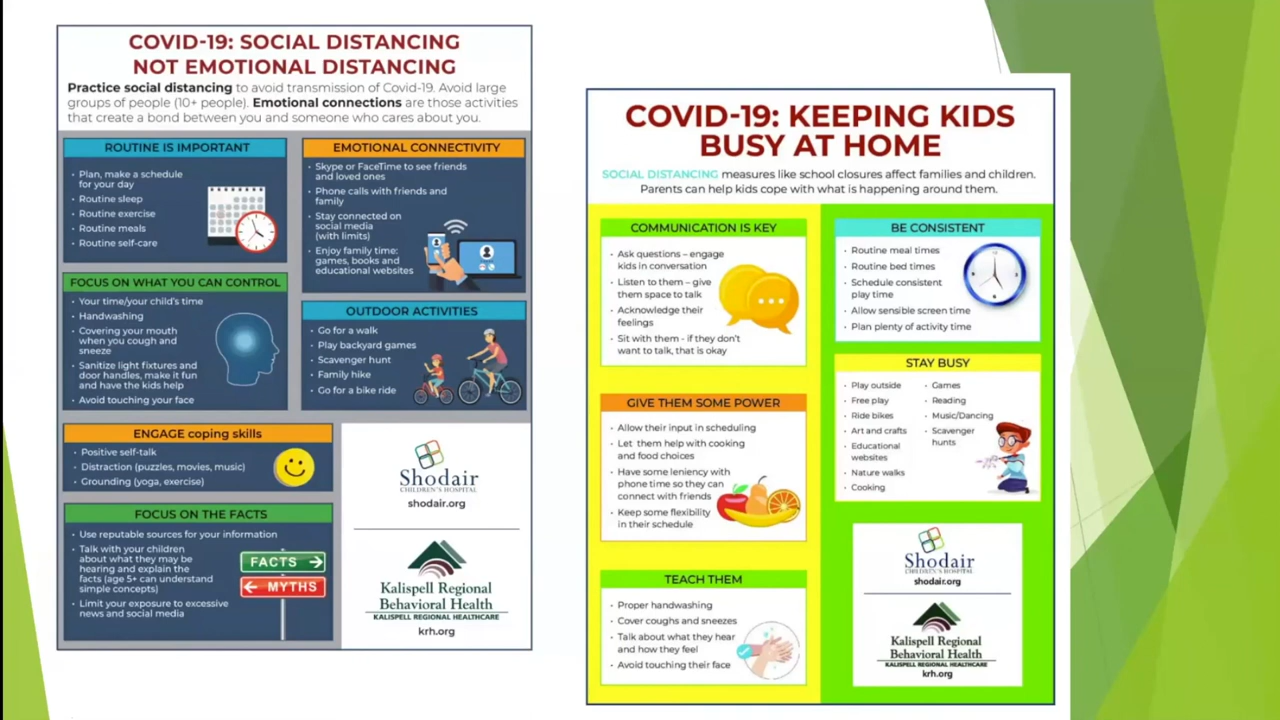 COVID-19: SOCIAL DISTANCING
NOT EMOTIONAL DISTANCING
Practice social distancing to avoid transmission of Covid-19. Avoid large
groups of people (10+ people). Emotional connections are those activities
that create a bond between you and someone who cares about you.
ROUTINE IS IMPORTANT
• Plan, make a schedule
for your day
• Routine sleep
• Routine exercise
• Routine meals
• Routine self-care
EMOTIONAL CONNECTIVITY
• Skype or FaceTime to see friends
and loved ones
• Phone calls with friends and
family
• Stay connected on
social media
(with limits)
• Enjoy family time:
games, books and
educational websites
FOCUS ON WHAT YOU CAN CONTROL
• Your time/your child's time
• Handwashing
• Covering your mouth
when you cough and
sneeze
• Sanitize light fixtures and
door handles, make it fun
and have the kids help
• Avoid touching your face
OUTDOOR ACTIVITIES
• Go for a walk
• Play backyard games
• Scavenger hunt
• Family hike
• Go for a bike ride
ENGAGE coping skills
• Positive self-talk
• Distraction (puzzles, movies, music)
• Grounding (yoga, exercise)
FOCUS ON THE FACTS
• Use reputable sources for your information
• Talk with your children
about what they may be
hearing and explain the
facts (age 5+ can understand
simple concepts)
• Limit your exposure to excessive
news and social media
FACTS
MYTHS
Shodair
CHILDREN'S HOSPITAL
shodair.org
Kalispell Regional
Behavioral Health
KALISPELL REGIONAL HEALTHCARE
krh.org
COVID-19: KEEPING KIDS
BUSY AT HOME
SOCIAL DISTANCING measures like school closures affect families and children.
Parents can help kids cope with what is happening around them.
COMMUNICATION IS KEY
• Ask questions – engage
kids in conversation
• Listen to them – give
them space to talk
• Acknowledge their
feelings
• Sit with them - if they don't
want to talk, that is okay
GIVE THEM SOME POWER
• Allow their input in scheduling
• Let them help with cooking
and food choices
• Have some leniency with
phone time so they can
connect with friends
• Keep some flexibility
in their schedule
TEACH THEM
• Proper handwashing
• Cover coughs and sneezes
• Talk about what they hear
and how they feel
• Avoid touching their face
BE CONSISTENT
• Routine meal times
• Routine bed times
• Schedule consistent
play time
• Allow sensible screen time
• Plan plenty of activity time
STAY BUSY
• Play outside
• Free play
• Ride bikes
• Art and crafts
• Educational
websites
• Nature walks
• Cooking
• Games
• Reading
• Music/Dancing
• Scavenger
hunts
Shodair
CHILDREN'S HOSPITAL
shodair.org
Kalispell Regional
Behavioral Health
KALISPELL REGIONAL HEALTHCARE
krh.org